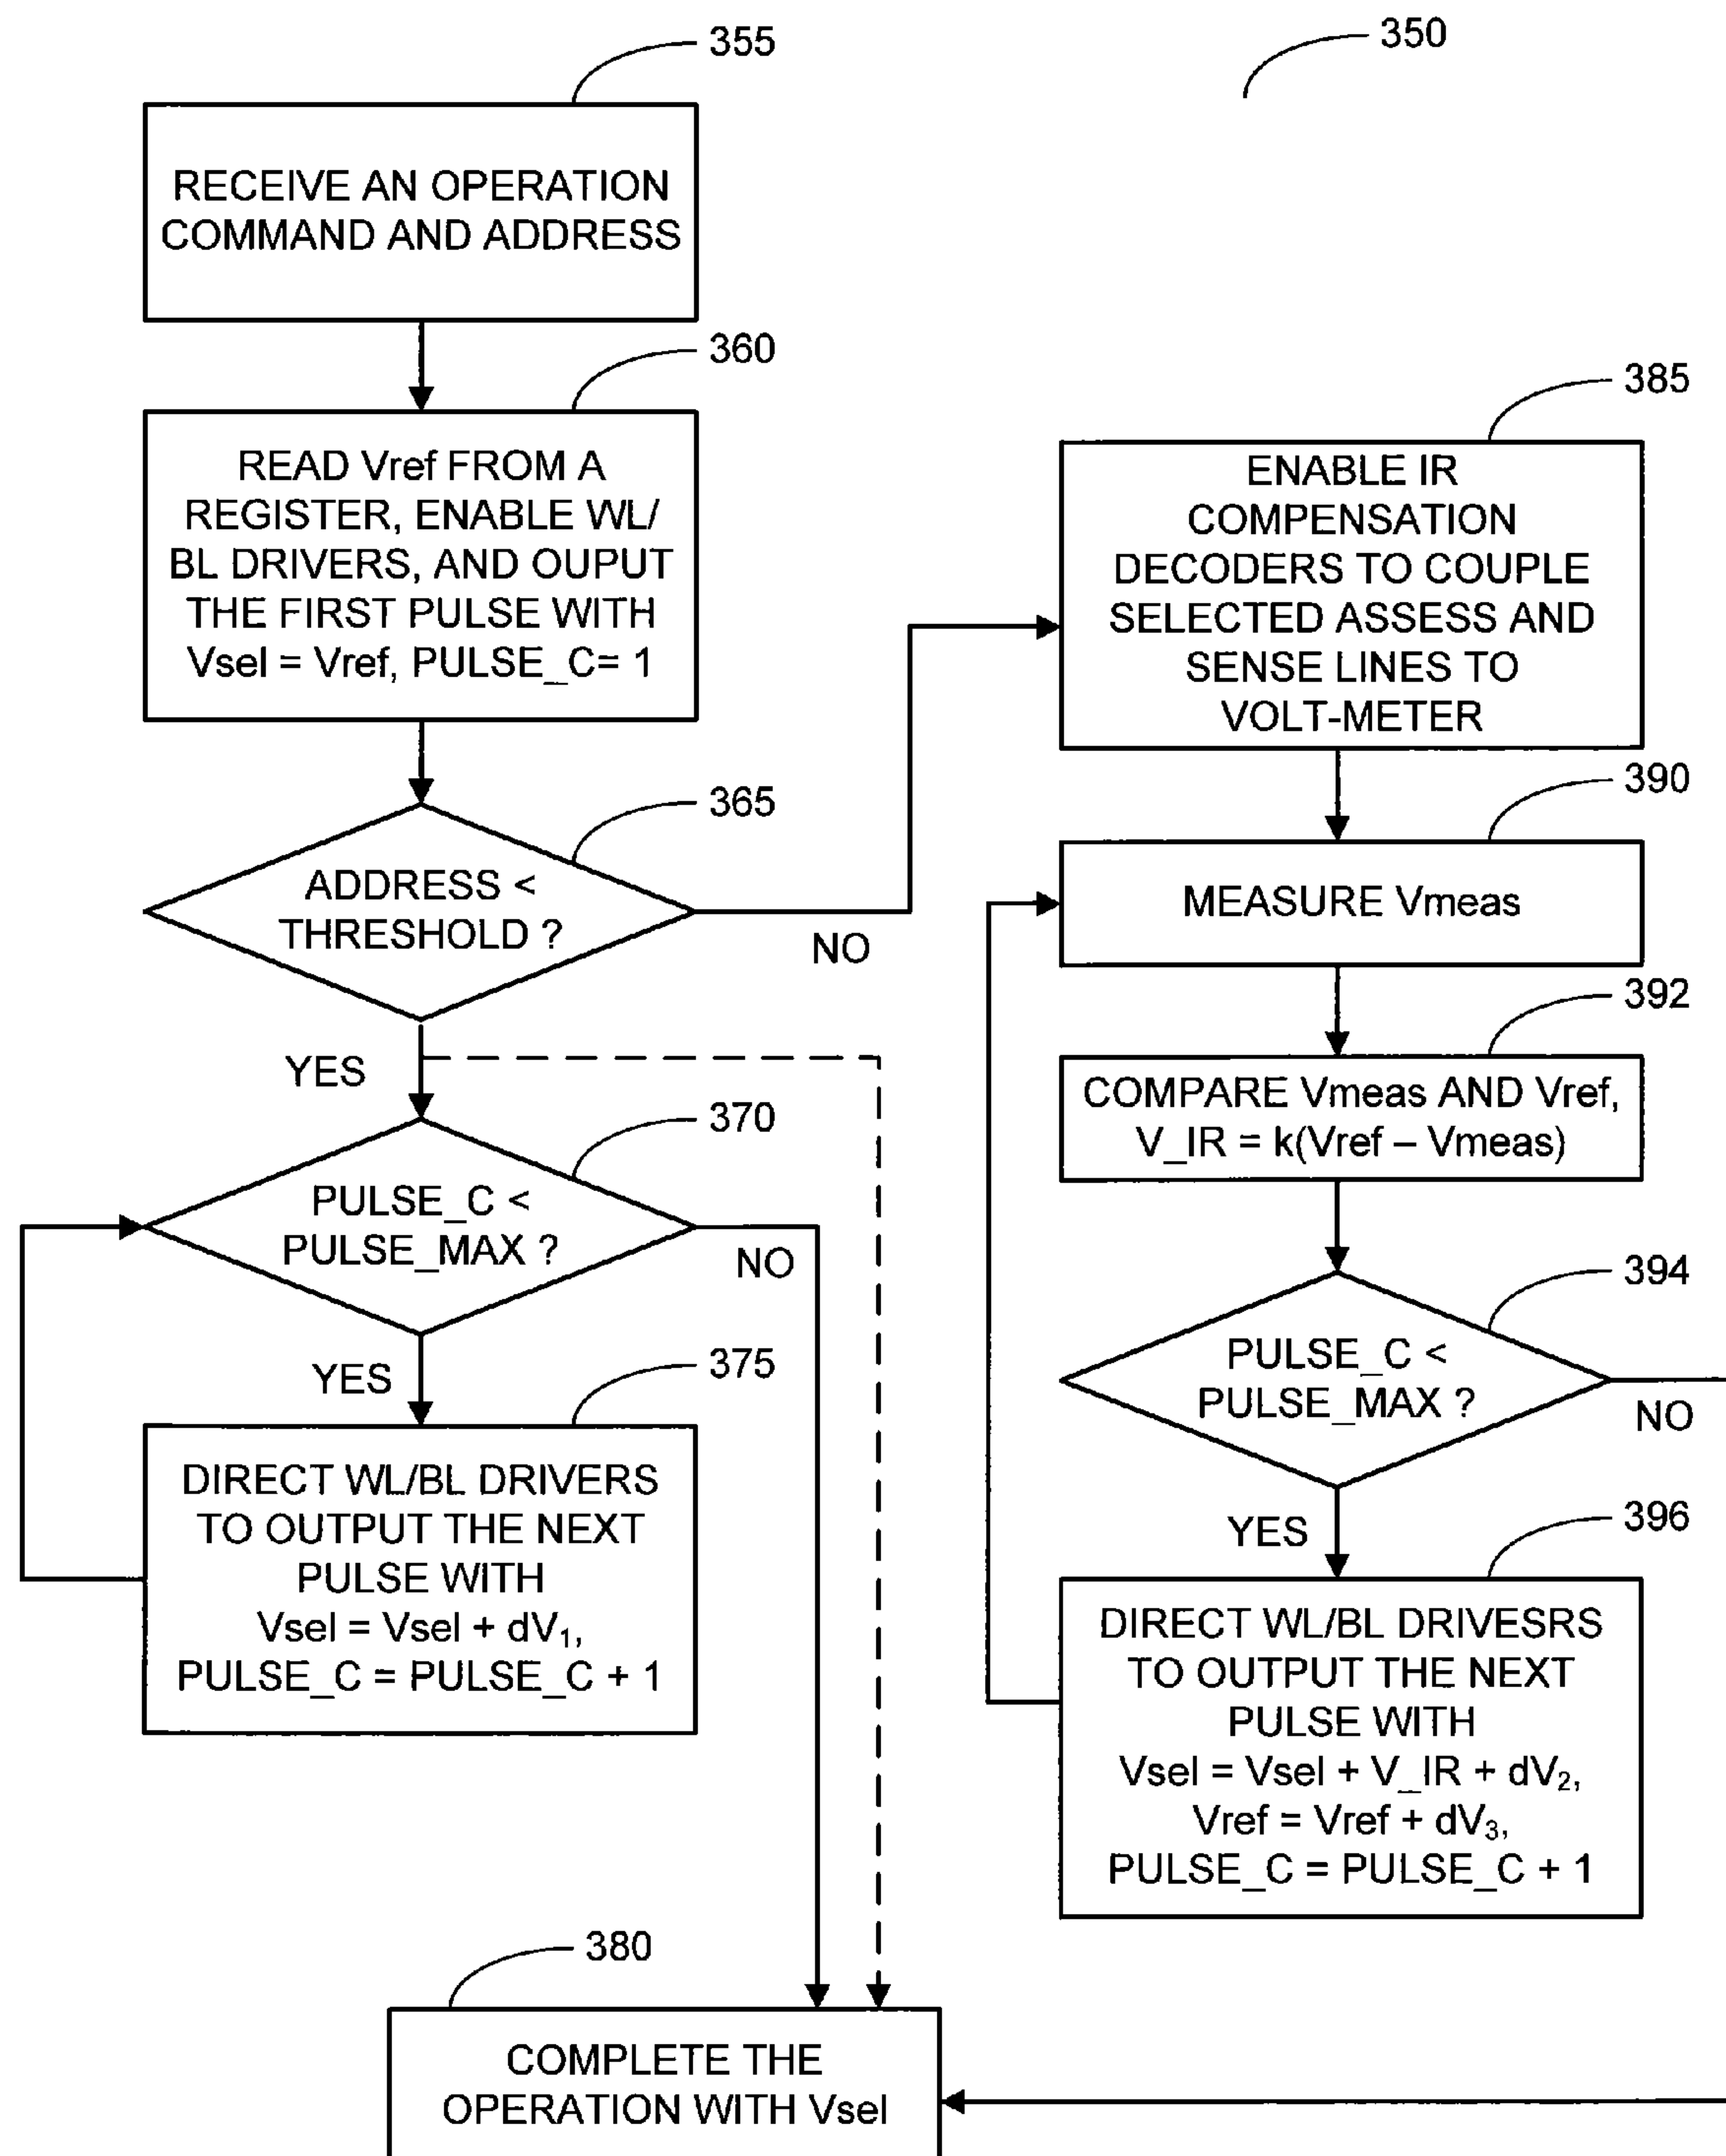 355
350
RECEIVE AN OPERATION
COMMAND AND ADDRESS
360
READ Vref FROM A
REGISTER, ENABLE WL/
BL DRIVERS, AND OUPUT
THE FIRST PULSE WITH
Vsel = Vref, PULSE_C= 1
365
ADDRESS <
THRESHOLD ?
NO
YES
370
PULSE_C <
PULSE_MAX ?
NO
YES
375
DIRECT WL/BL DRIVERS
TO OUTPUT THE NEXT
PULSE WITH
Vsel = Vsel + dV₁,
PULSE_C = PULSE_C + 1
385
ENABLE IR
COMPENSATION
DECODERS TO COUPLE
SELECTED ASSESS AND
SENSE LINES TO
VOLT-METER
390
MEASURE Vmeas
392
COMPARE Vmeas AND Vref,
V_IR = k(Vref – Vmeas)
394
PULSE_C <
PULSE_MAX ?
NO
YES
396
DIRECT WL/BL DRIVESRS
TO OUTPUT THE NEXT
PULSE WITH
Vsel = Vsel + V_IR + dV₂,
Vref = Vref + dV₃,
PULSE_C = PULSE_C + 1
380
COMPLETE THE
OPERATION WITH Vsel